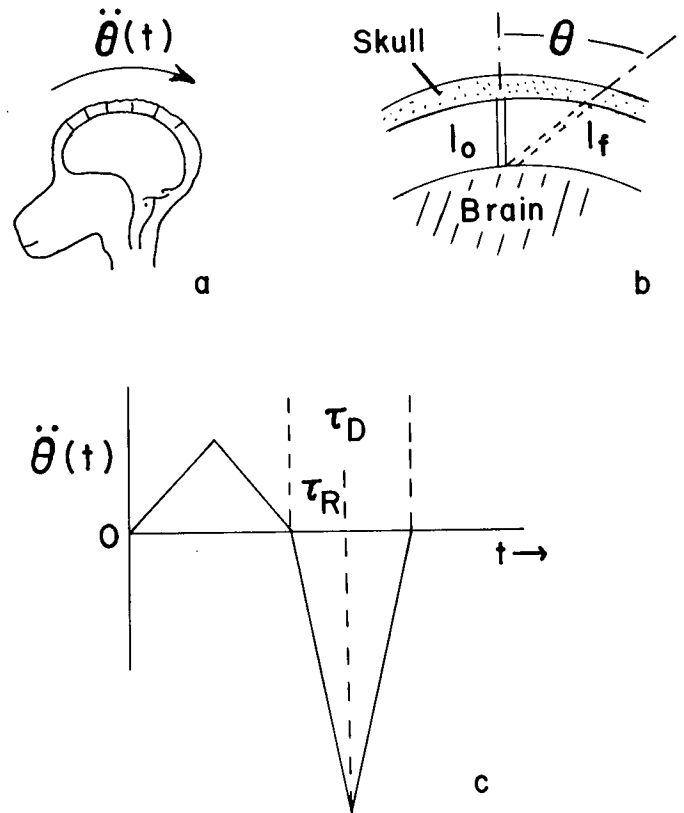 θ̈(t)
a
Skull
θ
l₀
l_f
Brain
b
θ̈(t)
τ_D
τ_R
0
t→
c